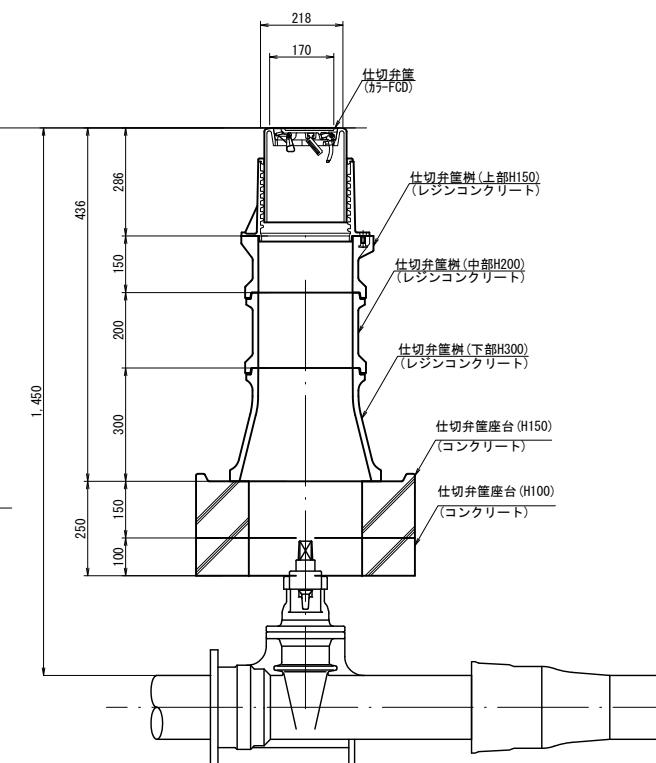 218
170
仕切弁筐
(ｶﾗｰFCD)
仕切弁筐桝(上部H150)
(レジンコンクリート)
286
436
150
仕切弁筐桝(中部H200)
(レジンコンクリート)
200
仕切弁筐桝(下部H300)
(レジンコンクリート)
1,450
300
仕切弁筐座台(H150)
(コンクリート)
仕切弁筐座台(H100)
(コンクリート)
150
250
100